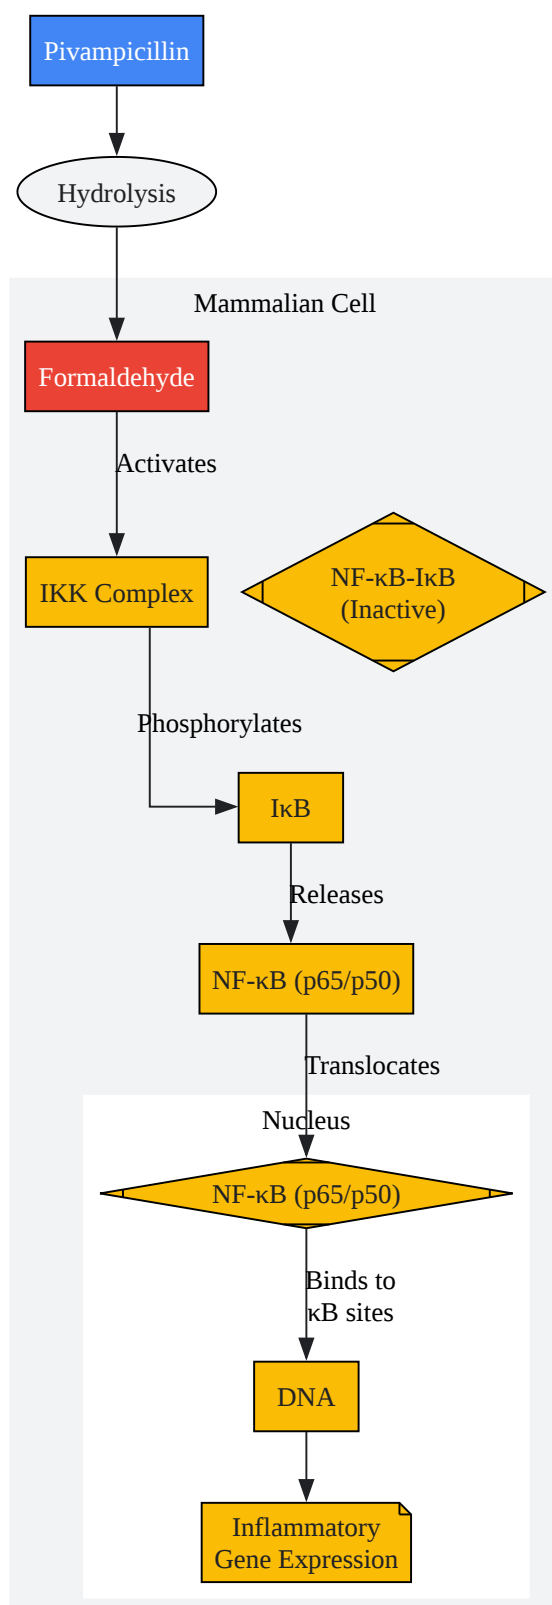 Pivampicillin
Hydrolysis
Mammalian Cell
Formaldehyde
Activates
IKK Complex
NF-κB-IκB
(Inactive)
Phosphorylates
IκB
Releases
NF-κB (p65/p50)
Translocates
Nucleus
NF-κB (p65/p50)
Binds to
κB sites
DNA
Inflammatory
Gene Expression